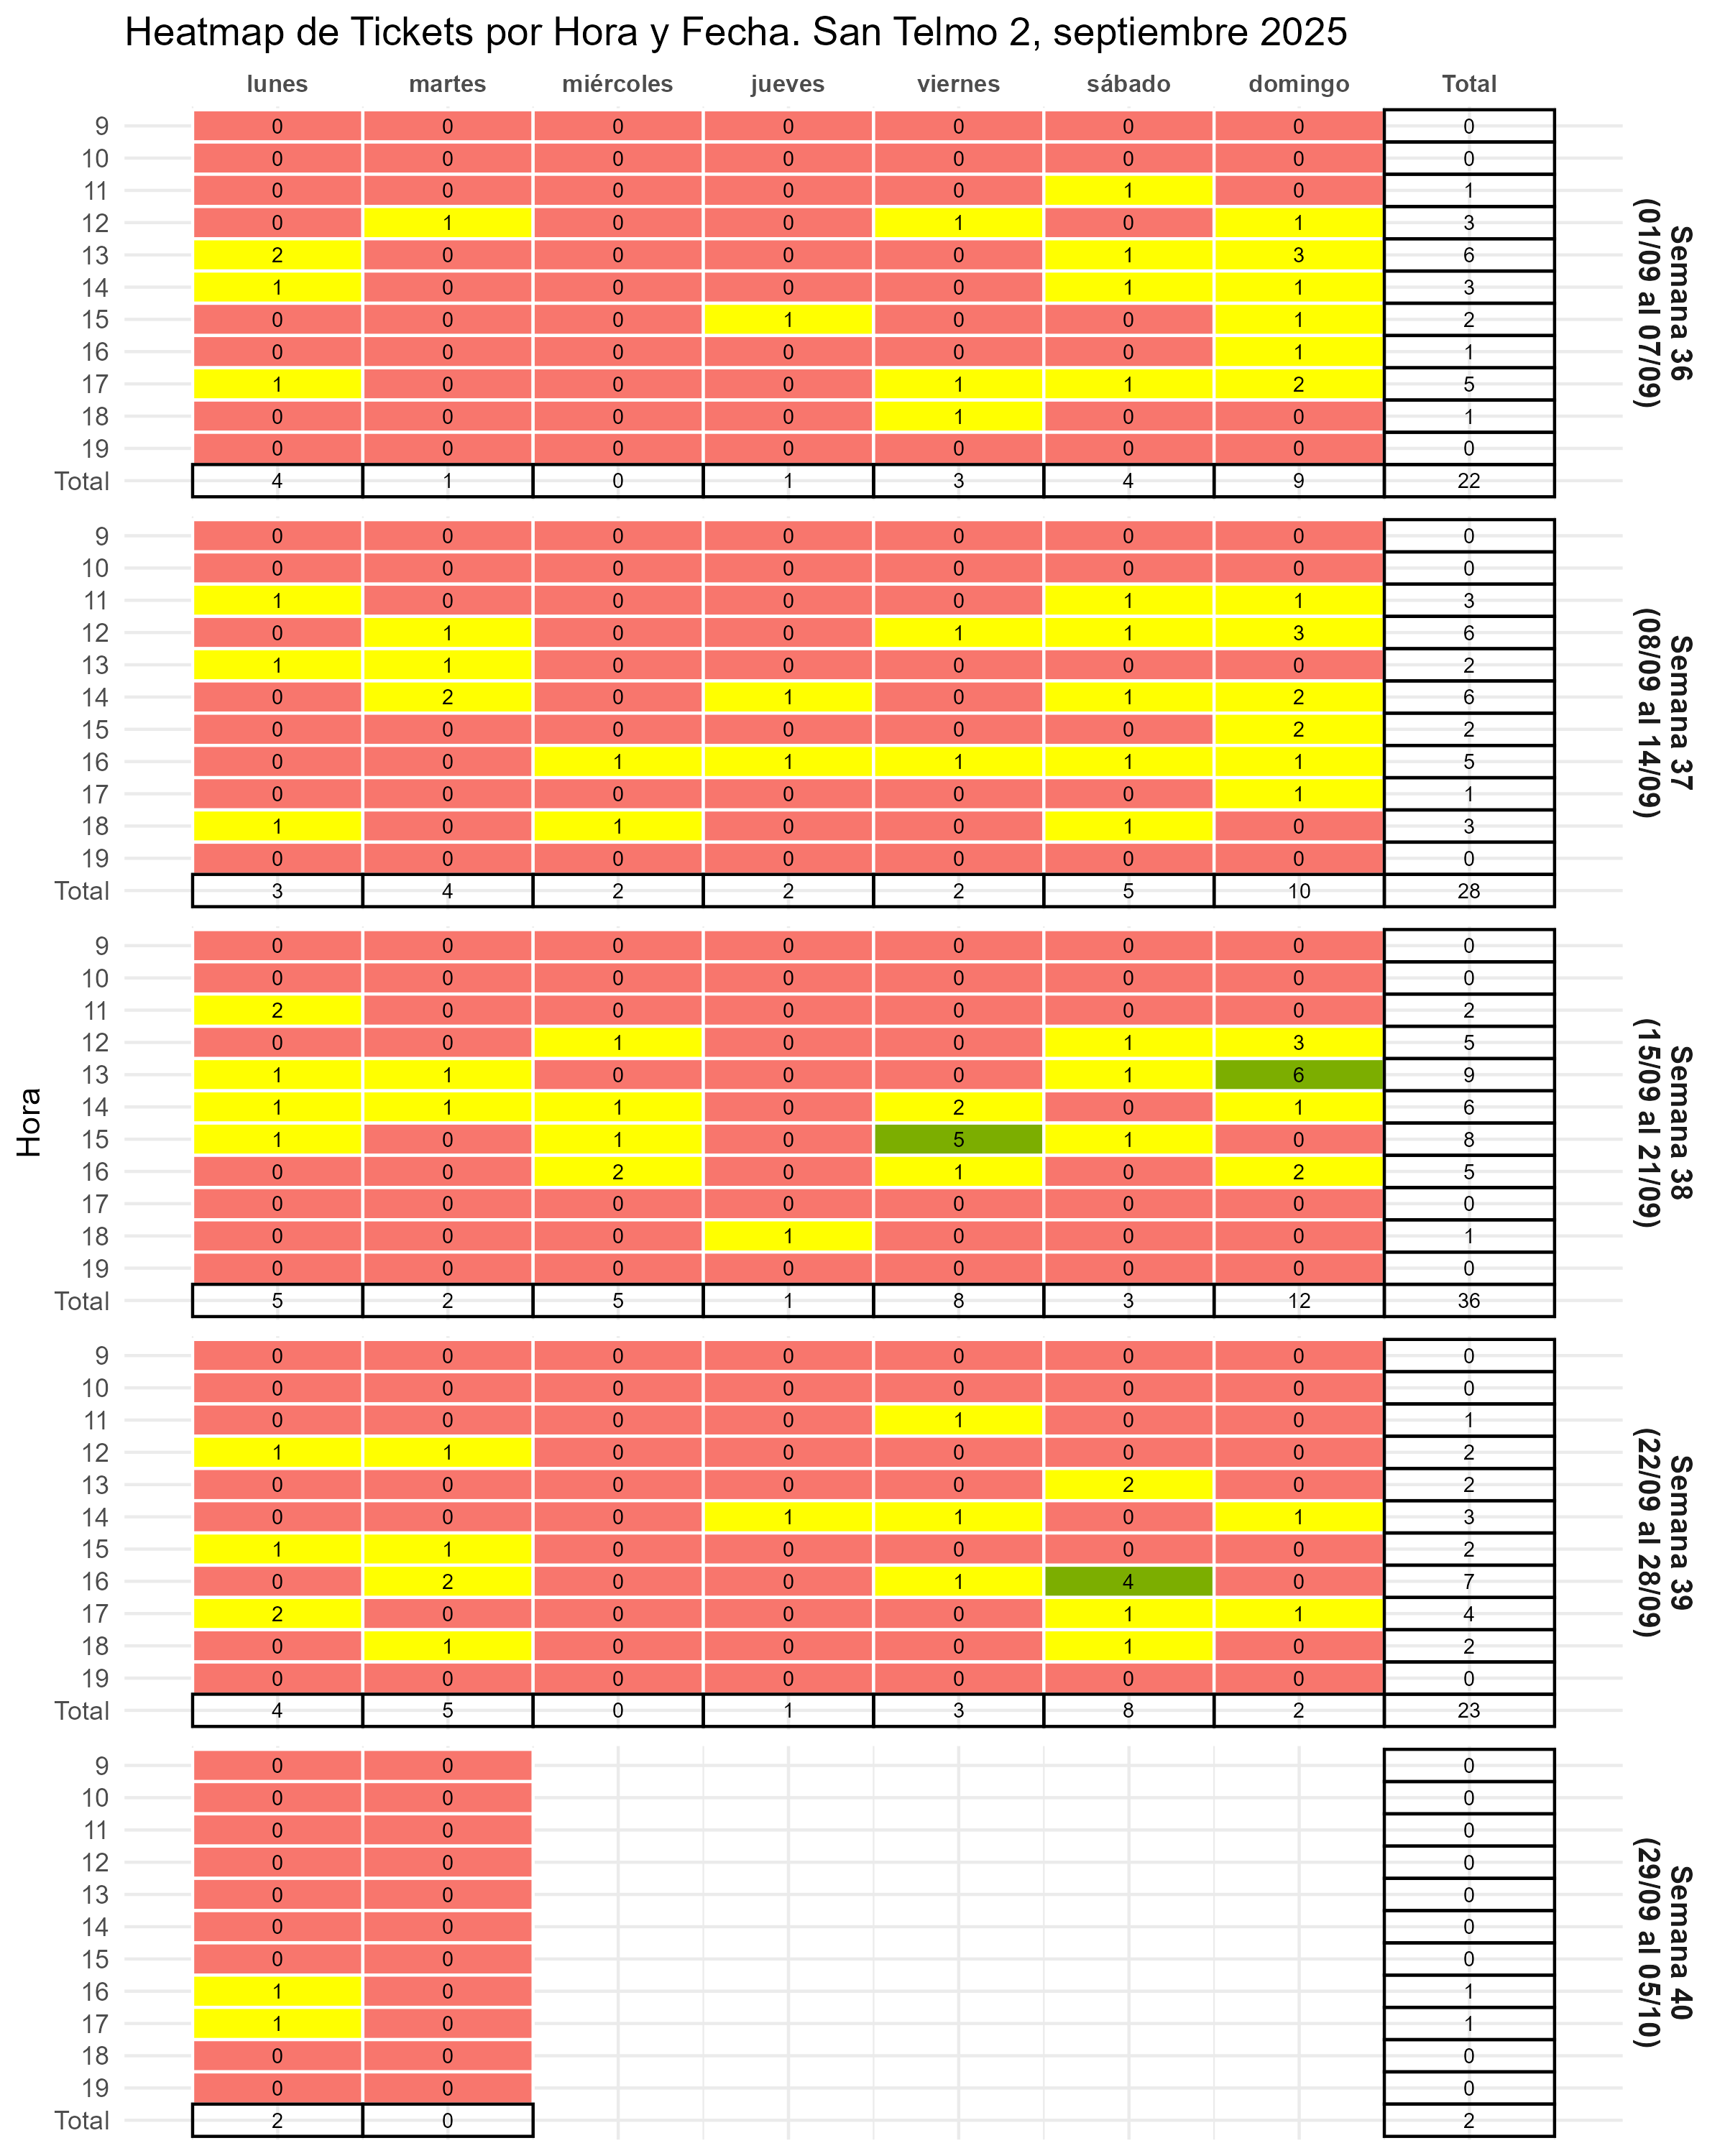 Heatmap de Tickets por Hora y Fecha. San Telmo 2, septiembre 2025
lunes martes miércoles jueves viernes sábado domingo Total
9 0 0 0 0 0 0 0 0
10 0 0 0 0 0 0 0 0
11 0 0 0 0 0 1 0 1
12 0 1 0 0 1 0 1 3
13 2 0 0 0 0 1 3 6
14 1 0 0 0 0 1 1 3
15 0 0 0 1 0 0 1 2
16 0 0 0 0 0 0 1 1
17 1 0 0 0 1 1 2 5
18 0 0 0 0 1 0 0 1
19 0 0 0 0 0 0 0 0
Total 4 1 0 1 3 4 9 22
Semana 36
(01/09 al 07/09)
9 0 0 0 0 0 0 0 0
10 0 0 0 0 0 0 0 0
11 1 0 0 0 0 1 1 3
12 0 1 0 0 1 1 3 6
13 1 1 0 0 0 0 0 2
14 0 2 0 1 0 1 2 6
15 0 0 0 0 0 0 2 2
16 0 0 1 1 1 1 1 5
17 0 0 0 0 0 0 1 1
18 1 0 1 0 0 1 0 3
19 0 0 0 0 0 0 0 0
Total 3 4 2 2 2 5 10 28
Semana 37
(08/09 al 14/09)
Hora
9 0 0 0 0 0 0 0 0
10 0 0 0 0 0 0 0 0
11 2 0 0 0 0 0 0 2
12 0 0 1 0 0 1 3 5
13 1 1 0 0 0 1 6 9
14 1 1 1 0 2 0 1 6
15 1 0 1 0 5 1 0 8
16 0 0 2 0 1 0 2 5
17 0 0 0 0 0 0 0 0
18 0 0 0 1 0 0 0 1
19 0 0 0 0 0 0 0 0
Total 5 2 5 1 8 3 12 36
Semana 38
(15/09 al 21/09)
9 0 0 0 0 0 0 0 0
10 0 0 0 0 0 0 0 0
11 0 0 0 0 1 0 0 1
12 1 1 0 0 0 0 0 2
13 0 0 0 0 0 2 0 2
14 0 0 0 1 1 0 1 3
15 1 1 0 0 0 0 0 2
16 0 2 0 0 1 4 0 7
17 2 0 0 0 0 1 1 4
18 0 1 0 0 0 1 0 2
19 0 0 0 0 0 0 0 0
Total 4 5 0 1 3 8 2 23
Semana 39
(22/09 al 28/09)
9 0 0 0
10 0 0 0
11 0 0 0
12 0 0 0
13 0 0 0
14 0 0 0
15 0 0 0
16 1 0 1
17 1 0 1
18 0 0 0
19 0 0 0
Total 2 0 2
Semana 40
(29/09 al 05/10)